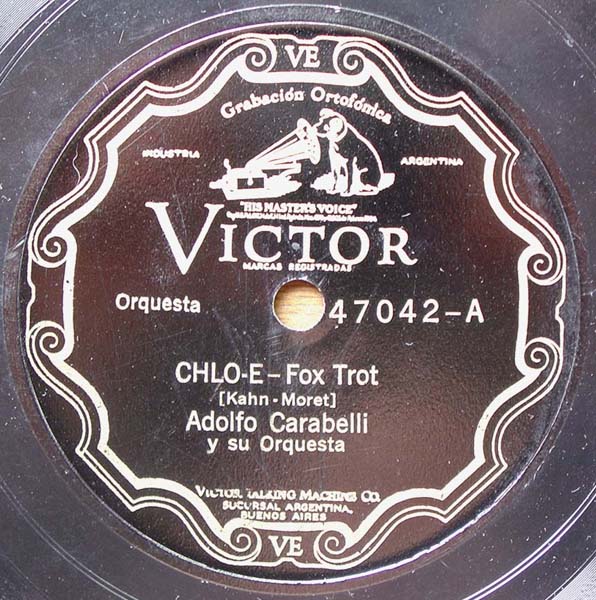 VE
Grabación Ortofónica
INDUSTRIA
ARGENTINA
"HIS MASTER'S VOICE"
VICTOR
MARCAS REGISTRADAS
Orquesta
47042-A
CHLO-E – Fox Trot
[Kahn - Moret]
Adolfo Carabelli
y su Orquesta
VICTOR TALKING MACHINE CO.
SUCURSAL ARGENTINA,
BUENOS AIRES
VE